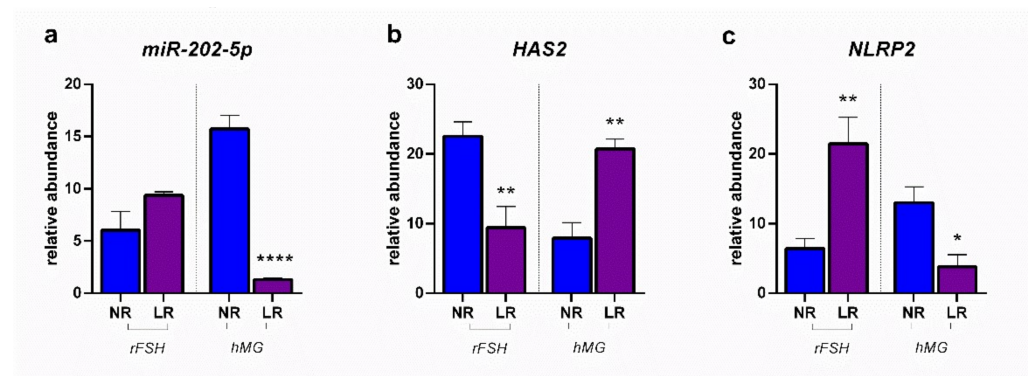 a
miR-202-5p
relative abundance
20
15
10
5
0
****
NR LR NR LR
rFSH hMG
b
HAS2
relative abundance
30
20
10
0
**
**
NR LR NR LR
rFSH hMG
c
NLRP2
relative abundance
30
20
10
0
**
*
NR LR NR LR
rFSH hMG